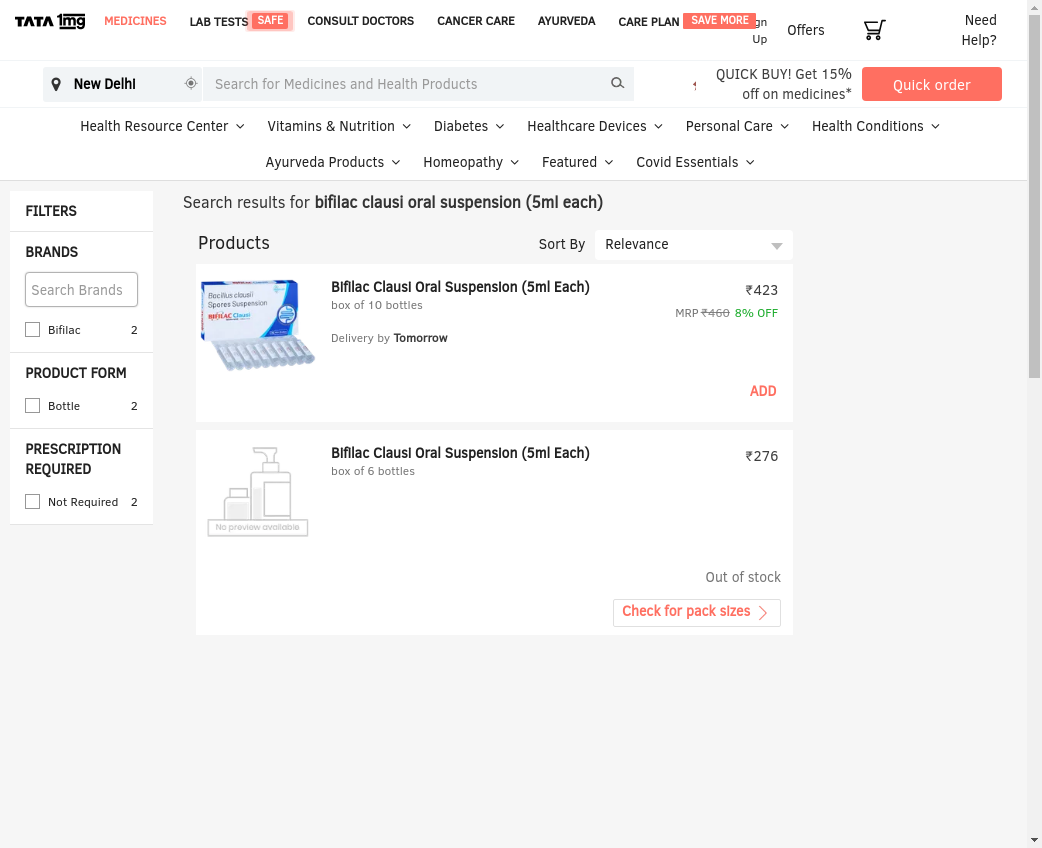 TATA 1mg MEDICINES LAB TESTS SAFE CONSULT DOCTORS CANCER CARE AYURVEDA CARE PLAN SAVE MORE Up Offers Need Help?
New Delhi Search for Medicines and Health Products QUICK BUY! Get 15% off on medicines* Quick order
Health Resource Center Vitamins & Nutrition Diabetes Healthcare Devices Personal Care Health Conditions
Ayurveda Products Homeopathy Featured Covid Essentials
FILTERS
BRANDS
Search Brands
Bifilac 2
PRODUCT FORM
Bottle 2
PRESCRIPTION
REQUIRED
Not Required 2
Search results for bifilac clausi oral suspension (5ml each)
Products Sort By Relevance
Bacillus clausii
Spores Suspension
BIFILAC Clausi
Bifilac Clausi Oral Suspension (5ml Each) ₹423
box of 10 bottles MRP ₹460 8% OFF
Delivery by Tomorrow
ADD
No preview available
Bifilac Clausi Oral Suspension (5ml Each) ₹276
box of 6 bottles
Out of stock
Check for pack sizes